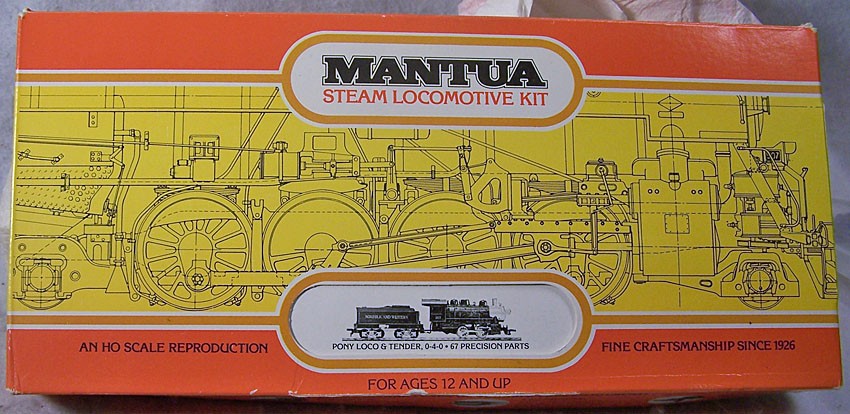 MANTUA
STEAM LOCOMOTIVE KIT
NORFOLK AND WESTERN
PONY LOCO & TENDER, 0-4-0 • 67 PRECISION PARTS
AN HO SCALE REPRODUCTION
FINE CRAFTSMANSHIP SINCE 1926
FOR AGES 12 AND UP